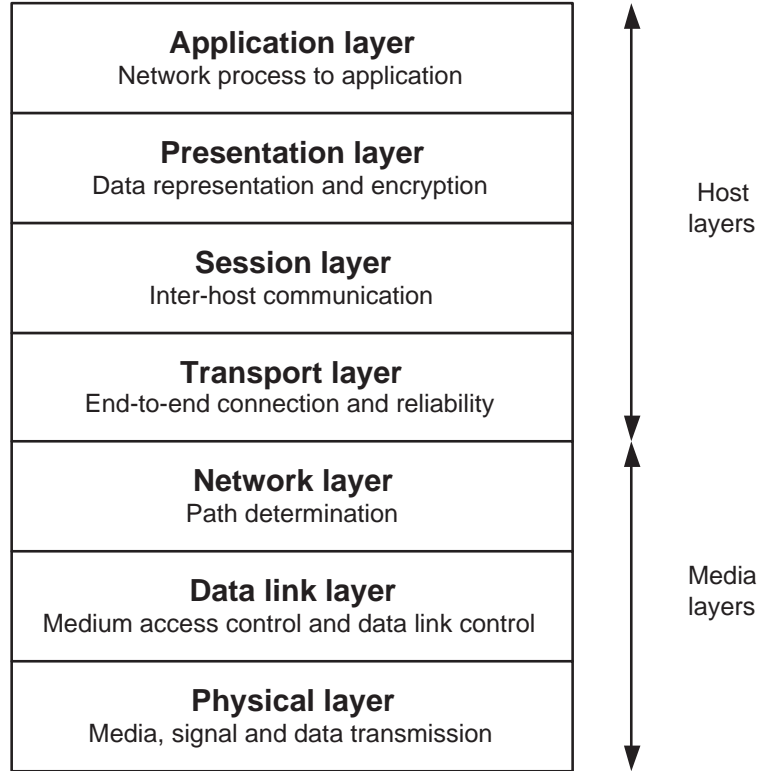 Application layer
Network process to application
Presentation layer
Data representation and encryption
Session layer
Inter-host communication
Transport layer
End-to-end connection and reliability
Network layer
Path determination
Data link layer
Medium access control and data link control
Physical layer
Media, signal and data transmission
Host
layers
Media
layers